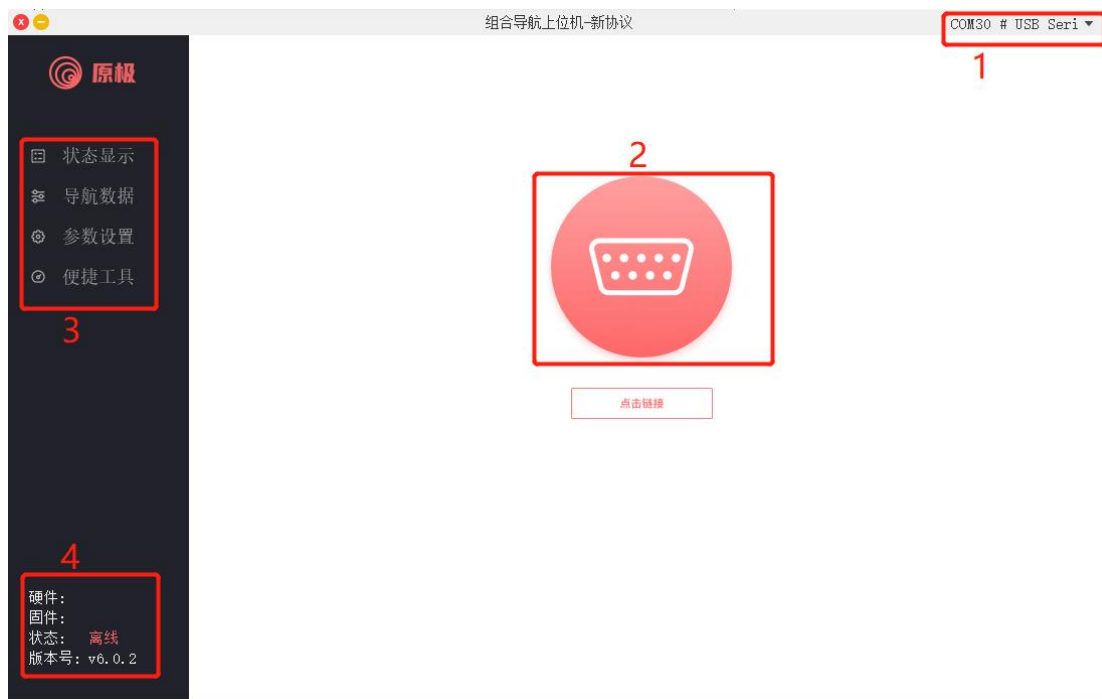 组合导航上位机-新协议
COM30 # USB Seri
1
原极
状态显示
导航数据
参数设置
便捷工具
3
2
点击链接
4
硬件：
固件：
状态： 离线
版本号：v6.0.2